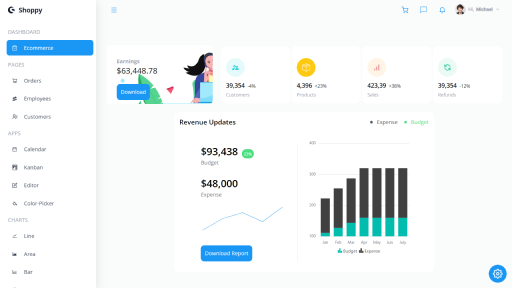 Shoppy
Hi, Michael
DASHBOARD
Ecommerce
PAGES
Orders
Employees
Customers
APPS
Calendar
Kanban
Editor
Color-Picker
CHARTS
Line
Area
Bar
Earnings
$63,448.78
Download
39,354 -4%
Customers
4,396 +23%
Products
423,39 +38%
Sales
39,354 -12%
Refunds
Revenue Updates
Expense
Budget
$93,438
Budget
$48,000
Expense
Download Report
400
300
200
100
Jan Feb Mar Apr May Jun July
Budget Expense